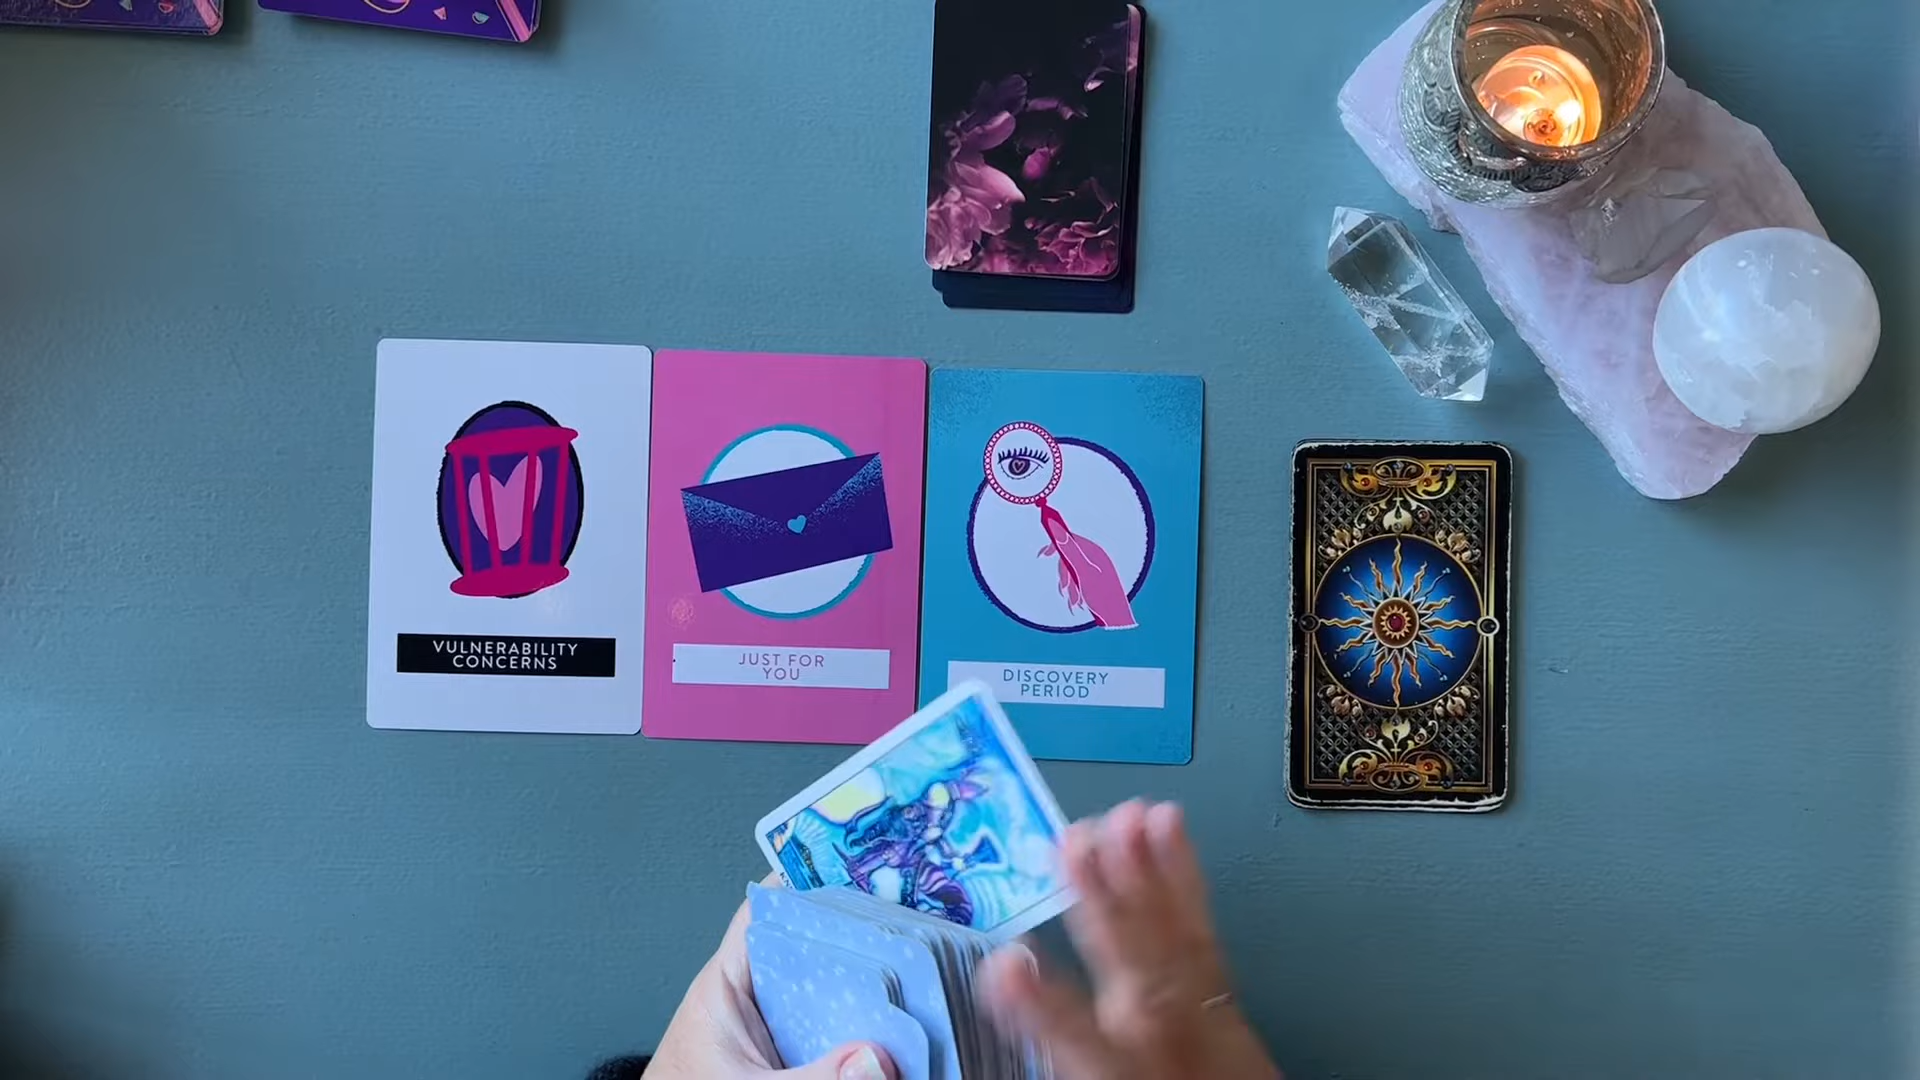 VULNERABILITY
CONCERNS
JUST FOR
YOU
DISCOVERY
PERIOD